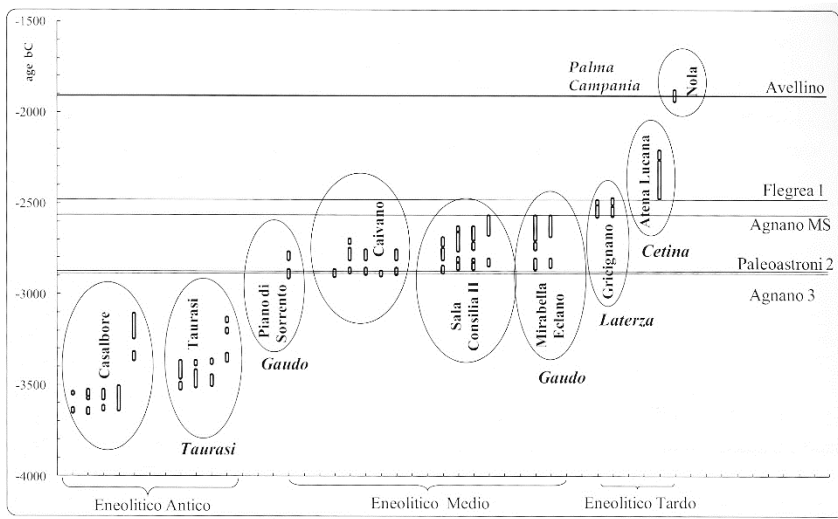 age bC
-1500
-2000
-2500
-3000
-3500
-4000
Palma
Campania
Nola
Avellino
Atena Lucana
Flegrea 1
Agnano MS
Cetina
Paleoastroni 2
Agnano 3
Casalbore
Taurasi
Taurasi
Piano di
Sorrento
Gaudo
Caivano
Sala
Consilia II
Mirabella
Eclano
Gaudo
Gricignano
Laterza
Eneolitico Antico
Eneolitico Medio
Eneolitico Tardo